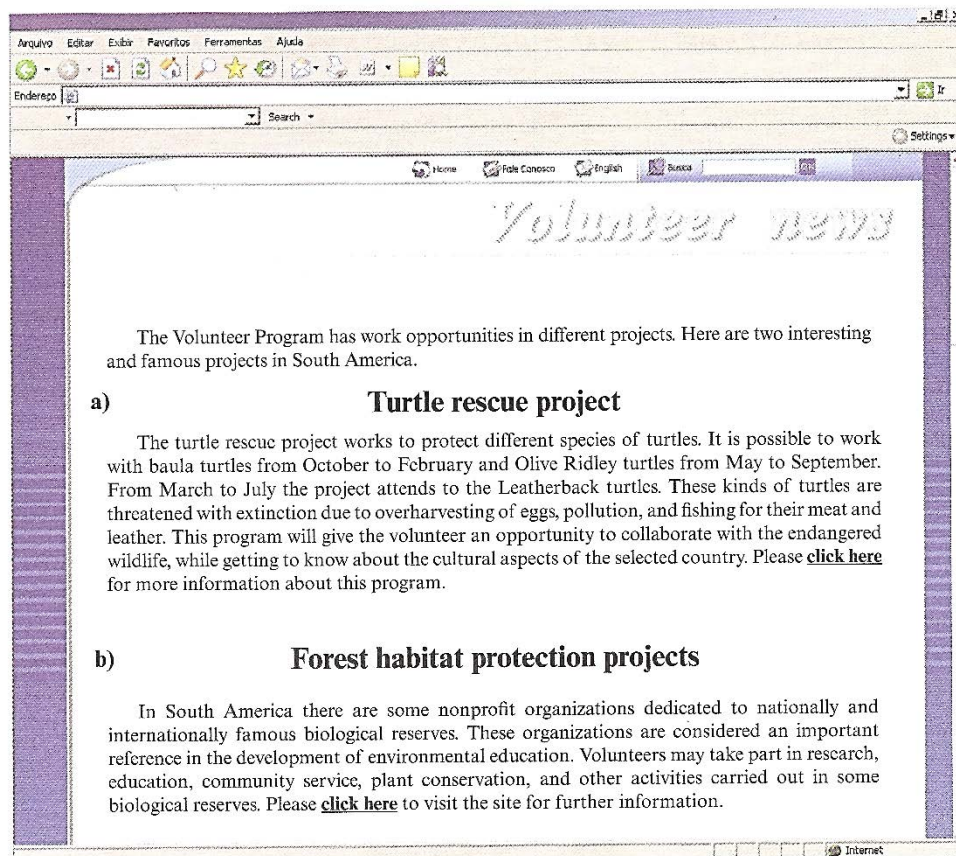 Arquivo Editar Exibir Favoritos Ferramentas Ajuda
Endereço Ir
Search
Settings
Home Fale Conosco English Busca
Volunteer news
The Volunteer Program has work opportunities in different projects. Here are two interesting
and famous projects in South America.
a) Turtle rescue project
The turtle rescue project works to protect different species of turtles. It is possible to work
with baula turtles from October to February and Olive Ridley turtles from May to September.
From March to July the project attends to the Leatherback turtles. These kinds of turtles are
threatened with extinction due to overharvesting of eggs, pollution, and fishing for their meat and
leather. This program will give the volunteer an opportunity to collaborate with the endangered
wildlife, while getting to know about the cultural aspects of the selected country. Please click here
for more information about this program.
b) Forest habitat protection projects
In South America there are some nonprofit organizations dedicated to nationally and
internationally famous biological reserves. These organizations are considered an important
reference in the development of environmental education. Volunteers may take part in research,
education, community service, plant conservation, and other activities carried out in some
biological reserves. Please click here to visit the site for further information.
Internet